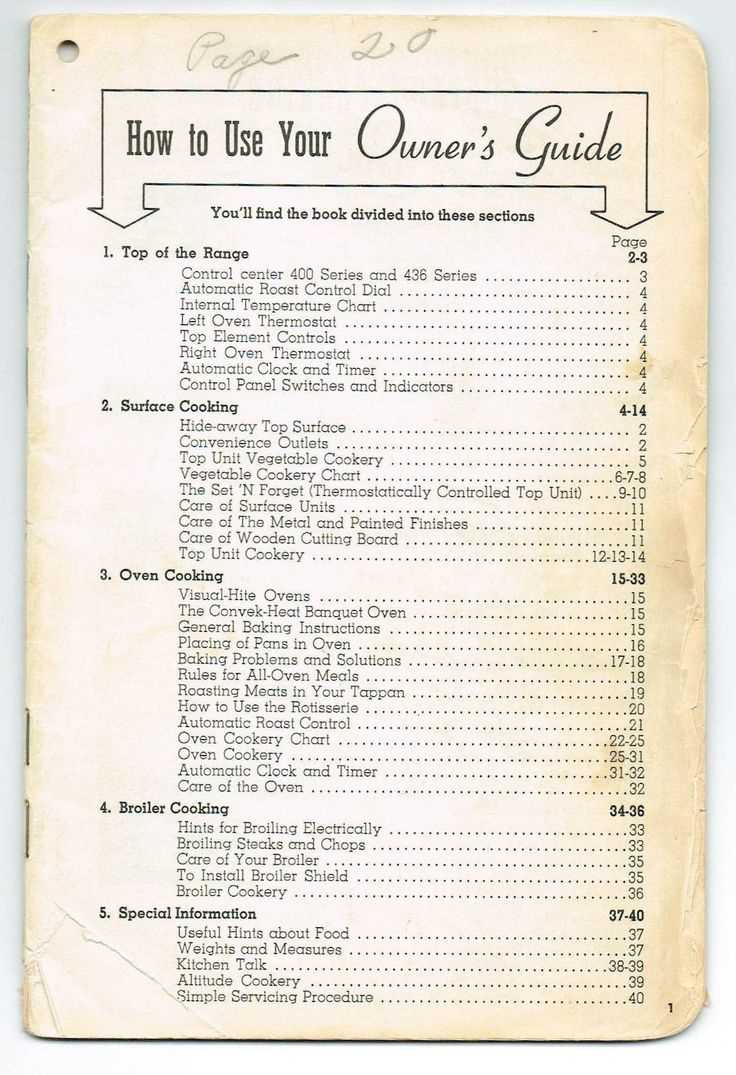 Page 20
How to Use Your Owner's Guide
You'll find the book divided into these sections
Page
1. Top of the Range 2-3
Control center 400 Series and 436 Series .................. 3
Automatic Roast Control Dial ............................. 4
Internal Temperature Chart ............................... 4
Left Oven Thermostat .................................... 4
Top Element Controls .................................... 4
Right Oven Thermostat .................................. 4
Automatic Clock and Timer ............................... 4
Control Panel Switches and Indicators ..................... 4
2. Surface Cooking 4-14
Hide-away Top Surface ................................... 2
Convenience Outlets ..................................... 2
Top Unit Vegetable Cookery .............................. 5
Vegetable Cookery Chart ................................6-7-8
The Set 'N Forget (Thermostatically Controlled Top Unit) ....9-10
Care of Surface Units .................................... 11
Care of The Metal and Painted Finishes ................... 11
Care of Wooden Cutting Board ............................ 11
Top Unit Cookery ...................................12-13-14
3. Oven Cooking 15-33
Visual-Hite Ovens ....................................... 15
The Convek-Heat Banquet Oven ........................... 15
General Baking Instructions .............................. 15
Placing of Pans in Oven .................................. 16
Baking Problems and Solutions ...........................17-18
Rules for All-Oven Meals ................................. 18
Roasting Meats in Your Tappan ............................ 19
How to Use the Rotisserie ................................. 20
Automatic Roast Control .................................. 21
Oven Cookery Chart ....................................22-25
Oven Cookery ..........................................25-31
Automatic Clock and Timer ..............................31-32
Care of the Oven ......................................... 32
4. Broiler Cooking 34-36
Hints for Broiling Electrically .............................. 33
Broiling Steaks and Chops ................................. 33
Care of Your Broiler ....................................... 35
To Install Broiler Shield ................................... 35
Broiler Cookery ........................................... 36
5. Special Information 37-40
Useful Hints about Food ................................... 37
Weights and Measures .................................... 37
Kitchen Talk ............................................38-39
Altitude Cookery ......................................... 39
Simple Servicing Procedure ................................ 40
1